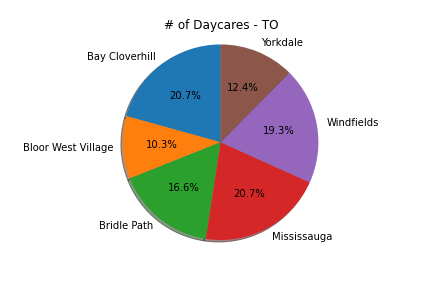 # of Daycares - TO
Yorkdale
Bay Cloverhill
12.4%
20.7%
Windfields
19.3%
Bloor West Village
10.3%
16.6%
20.7%
Bridle Path
Mississauga